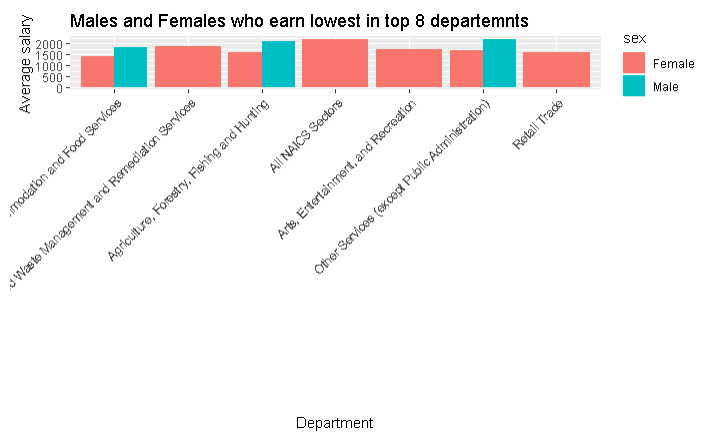 Males and Females who earn lowest in top 8 departemnts
Average salary
2000
1500
1000
500
0
sex
Female
Male
and Food Services
Waste Management and Remediation Services
Agriculture, Forestry, Fishing and Hunting
All NAICS Sectors
Arts, Entertainment, and Recreation
Other Services (except Public Administration)
Retail Trade
Department